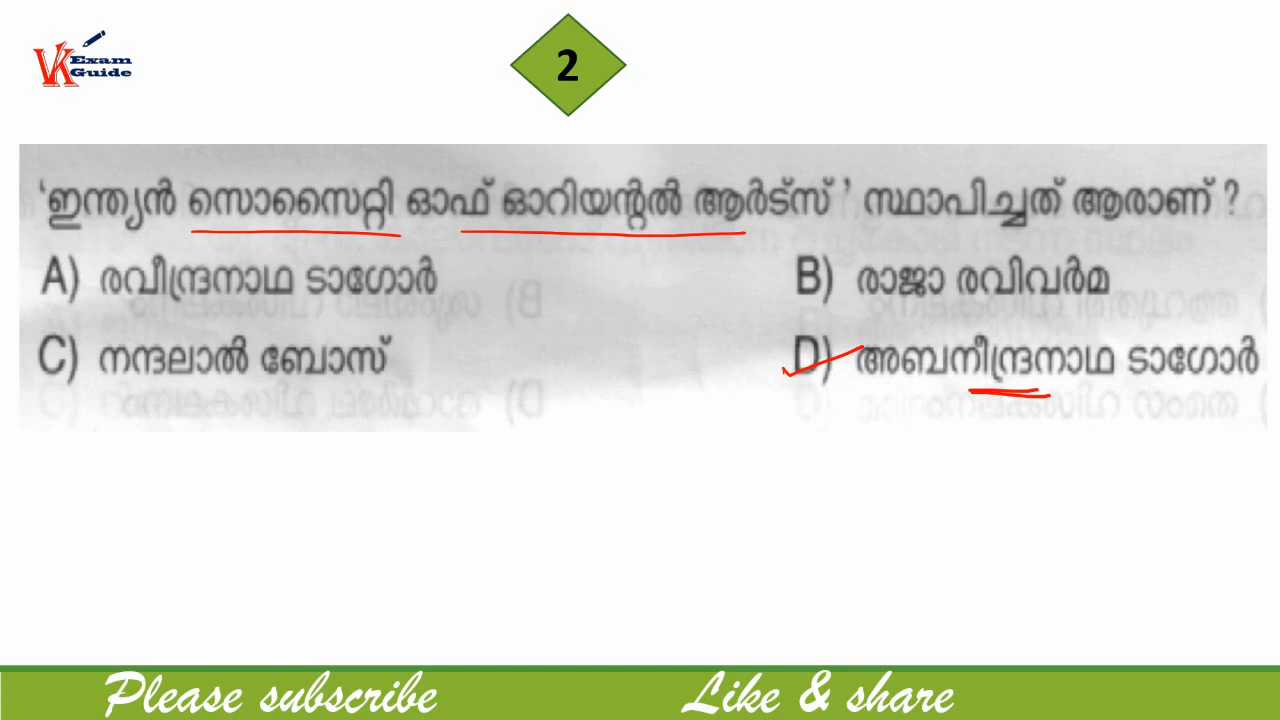 VK Exam Guide
2
'ഇന്ത്യൻ സൊസൈറ്റി ഓഫ് ഓറിയന്റൽ ആർട്സ് ' സ്ഥാപിച്ചത് ആരാണ് ?
A) രവീന്ദ്രനാഥ ടാഗോർ B) രാജാ രവിവർമ
C) നന്ദലാൽ ബോസ് D) അബനീന്ദ്രനാഥ ടാഗോർ
Please subscribe Like & share